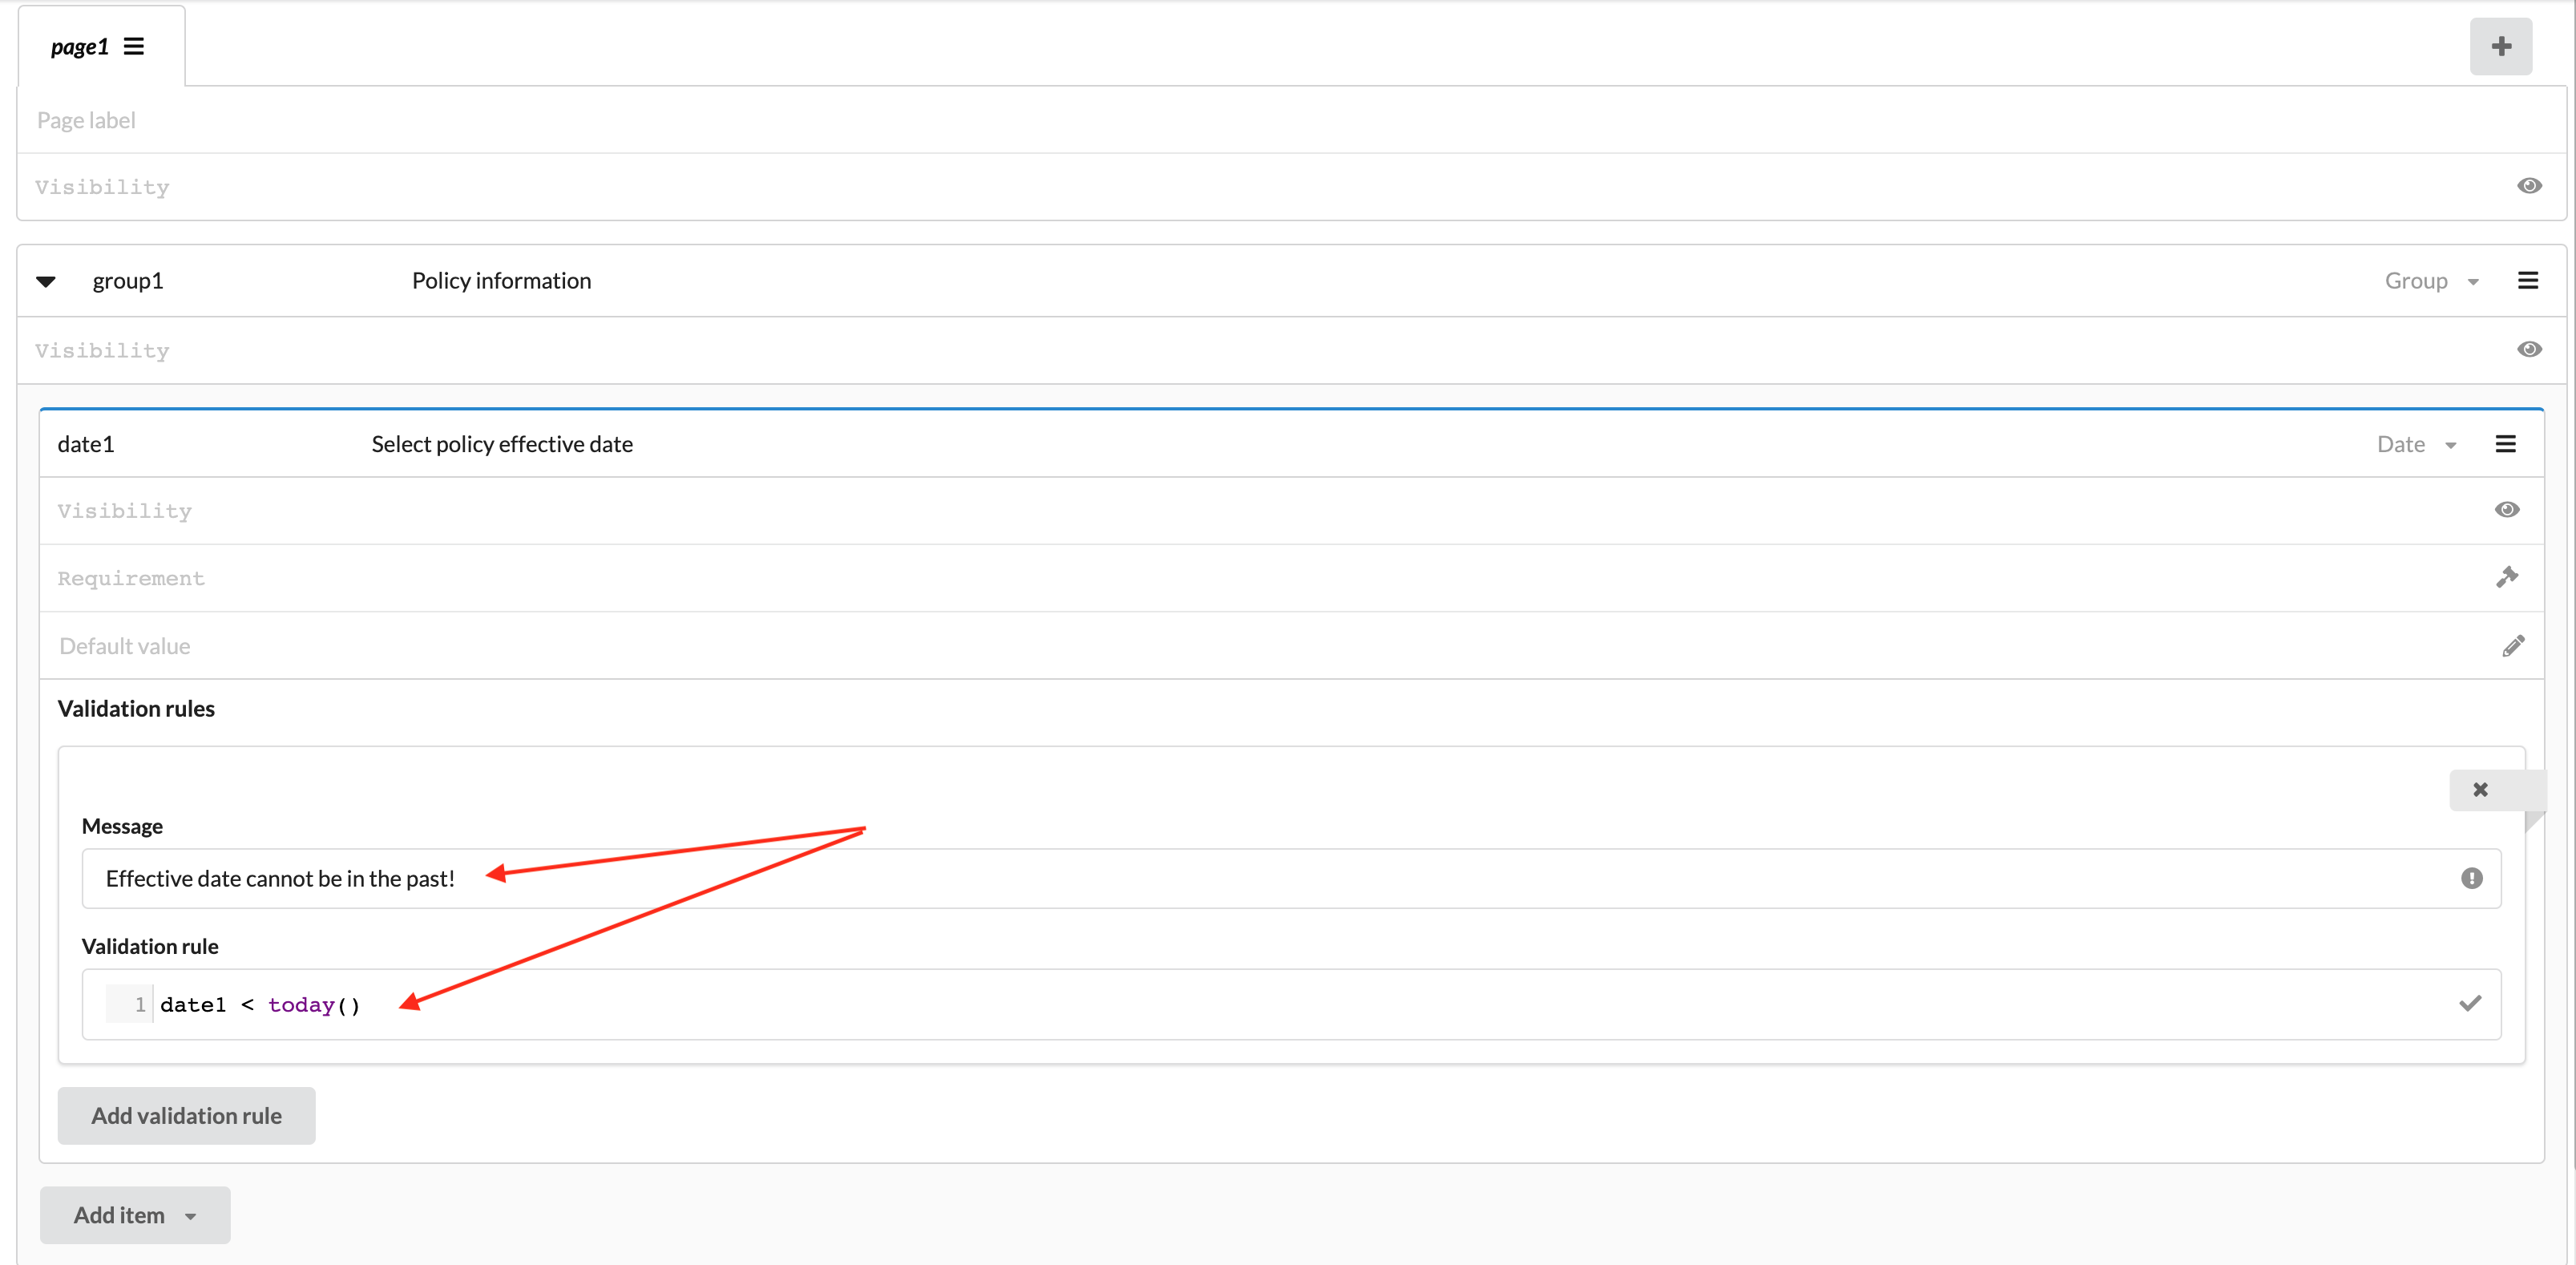 page1
Page label
Visibility
group1 Policy information Group
Visibility
date1 Select policy effective date Date
Visibility
Requirement
Default value
Validation rules
Message
Effective date cannot be in the past!
Validation rule
1 date1 < today()
Add validation rule
Add item